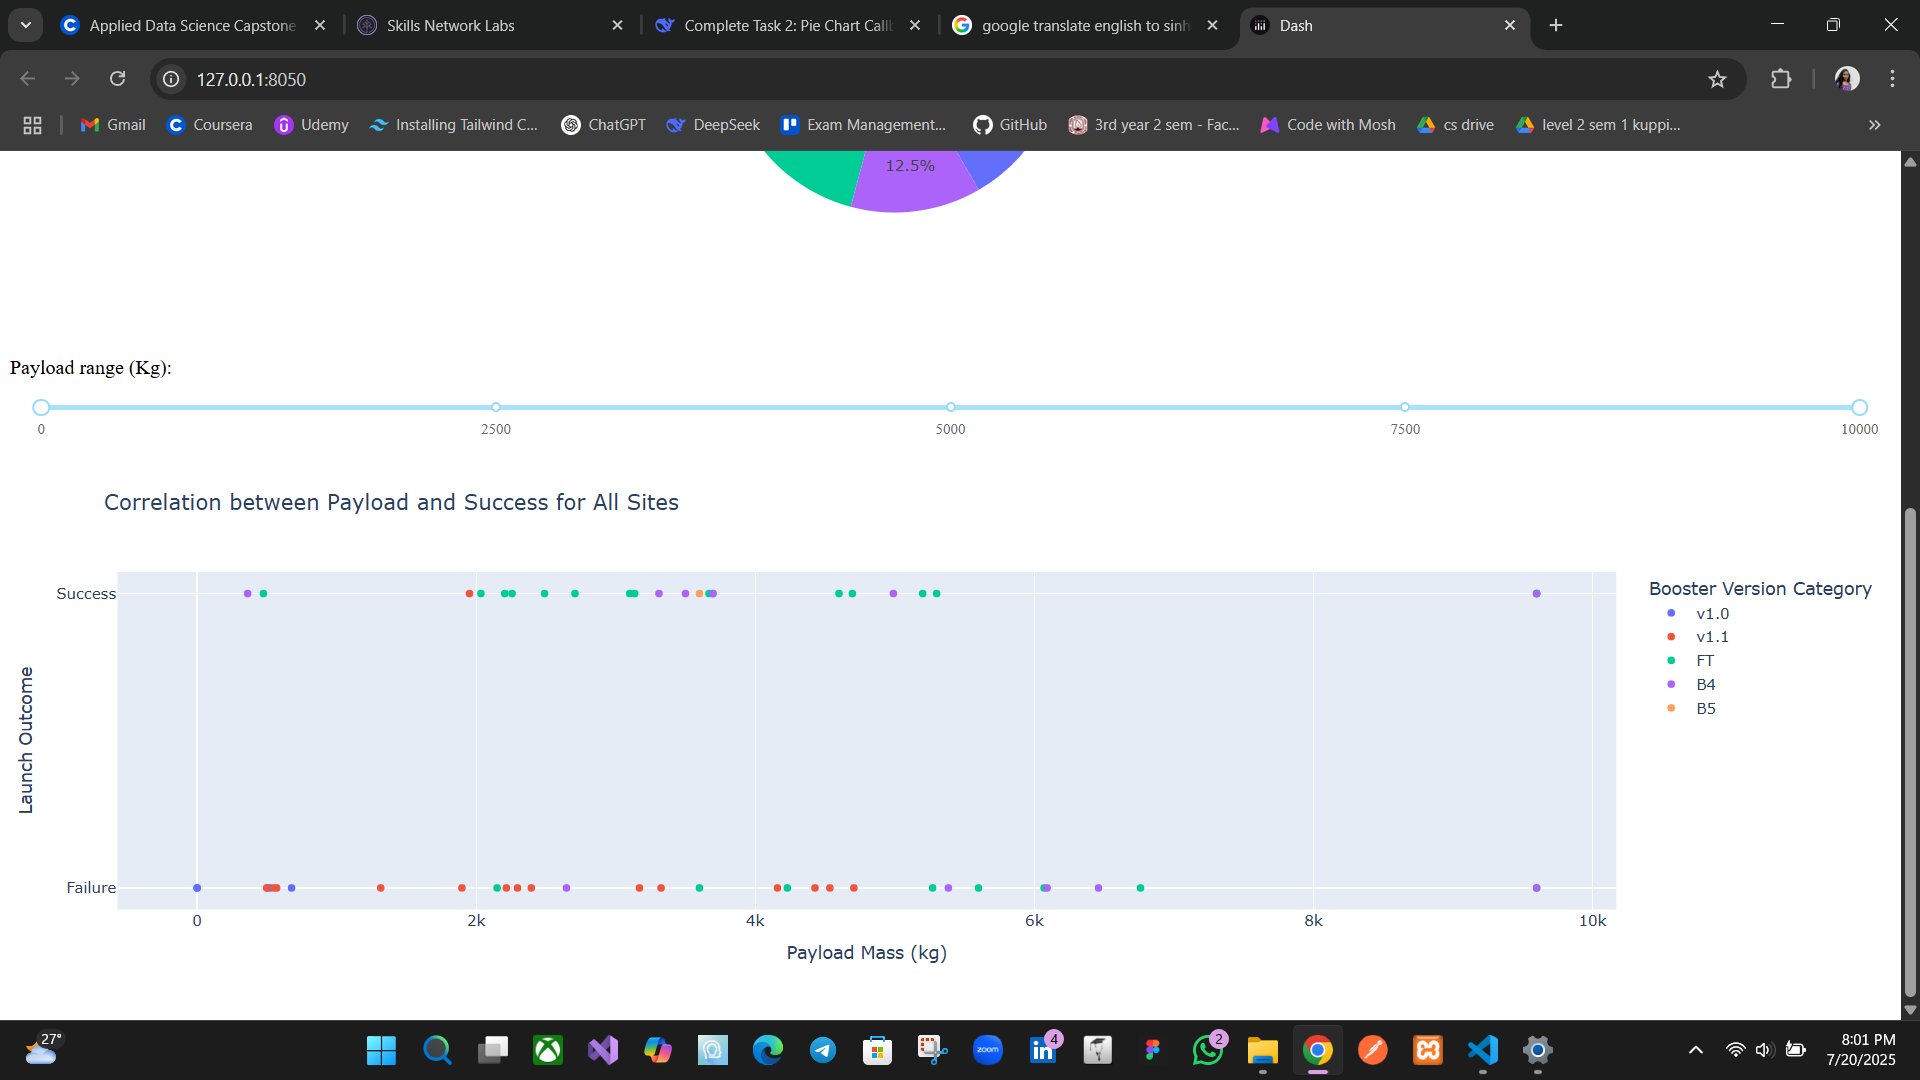 Applied Data Science Capstone
Skills Network Labs
Complete Task 2: Pie Chart Callb
google translate english to sinh
Dash
127.0.0.1:8050
Gmail
Coursera
Udemy
Installing Tailwind C...
ChatGPT
DeepSeek
Exam Management...
GitHub
3rd year 2 sem - Fac...
Code with Mosh
cs drive
level 2 sem 1 kuppi...
12.5%
Payload range (Kg):
0 2500 5000 7500 10000
Correlation between Payload and Success for All Sites
Success
Failure
Launch Outcome
0 2k 4k 6k 8k 10k
Payload Mass (kg)
Booster Version Category
v1.0
v1.1
FT
B4
B5
27°
zoom
4
2
8:01 PM
7/20/2025